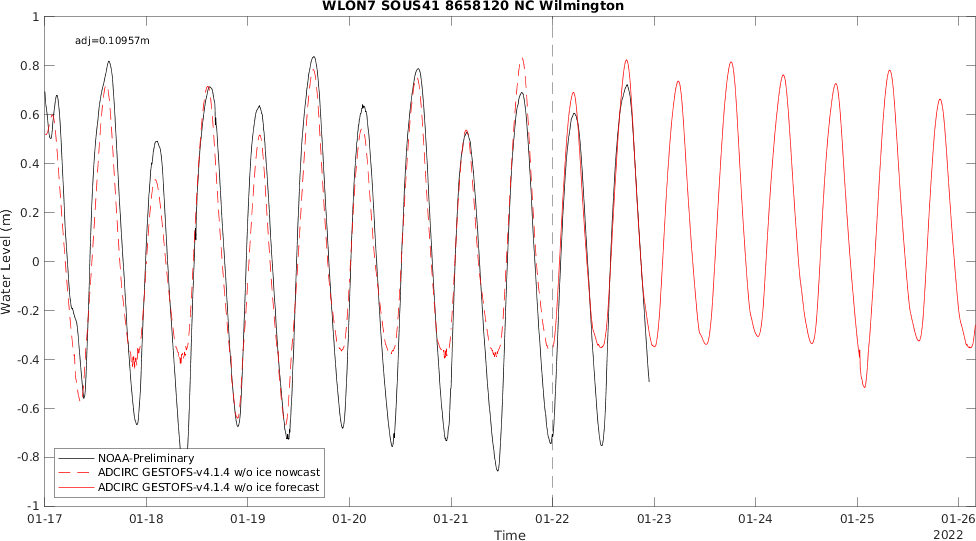 WLON7 SOUS41 8658120 NC Wilmington
adj=0.10957m
1
0.8
0.6
0.4
0.2
0
-0.2
-0.4
-0.6
-0.8
-1
Water Level (m)
NOAA-Preliminary
ADCIRC GESTOFS-v4.1.4 w/o ice nowcast
ADCIRC GESTOFS-v4.1.4 w/o ice forecast
01-17 01-18 01-19 01-20 01-21 01-22 01-23 01-24 01-25 01-26
Time
2022